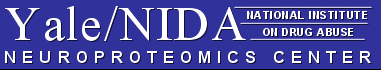 Yale/NIDA NATIONAL INSTITUTE
ON DRUG ABUSE
NEUROPROTEOMICS CENTER